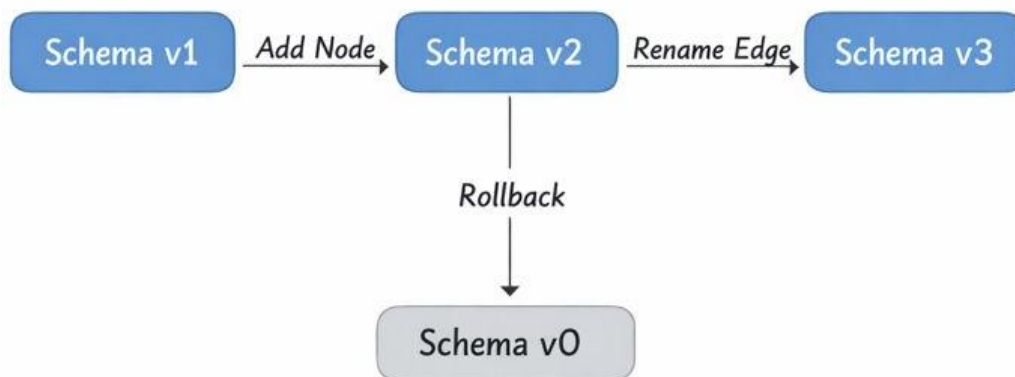 Schema v1
Add Node
Schema v2
Rename Edge
Schema v3
Rollback
Schema v0